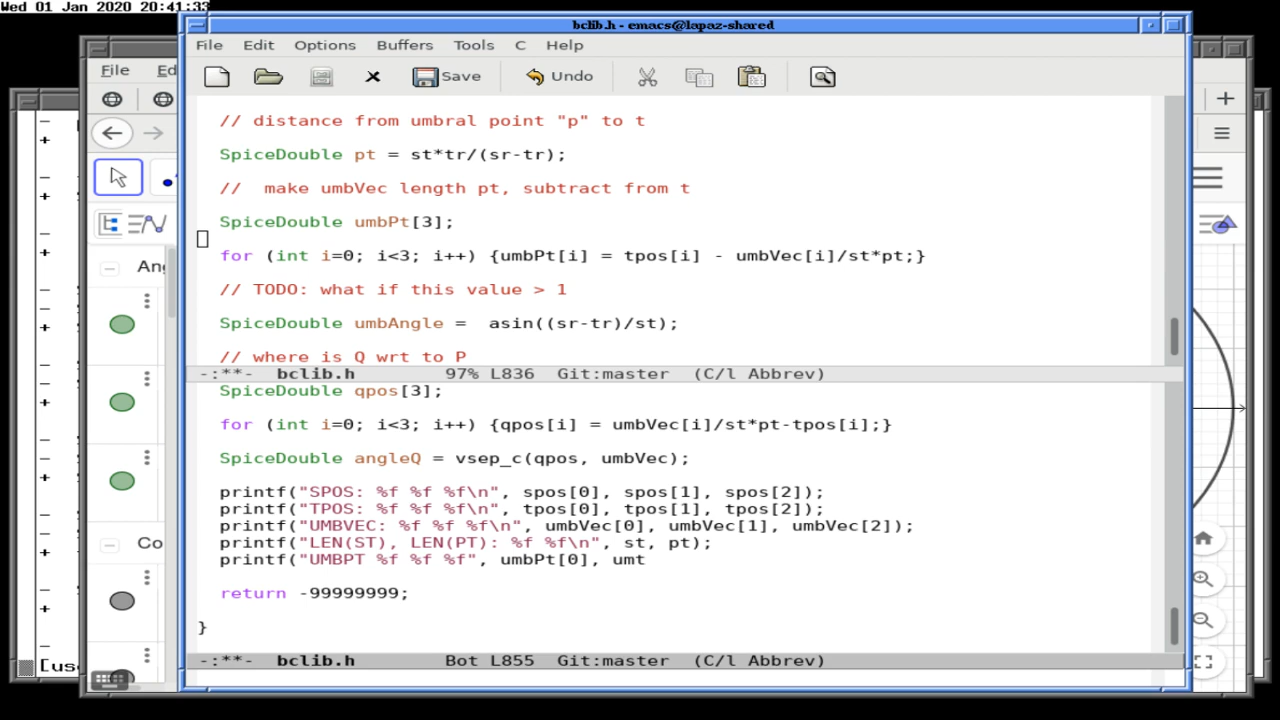 Wed 01 Jan 2020 20:41:33
bclib.h - emacs@lapaz-shared
File Edit Options Buffers Tools C Help
Save Undo
// distance from umbral point "p" to t
SpiceDouble pt = st*tr/(sr-tr);
//  make umbVec length pt, subtract from t
SpiceDouble umbPt[3];
for (int i=0; i<3; i++) {umbPt[i] = tpos[i] - umbVec[i]/st*pt;}
// TODO: what if this value > 1
SpiceDouble umbAngle =  asin((sr-tr)/st);
// where is Q wrt to P
-:**-  bclib.h        97% L836  Git:master  (C/l Abbrev)
SpiceDouble qpos[3];
for (int i=0; i<3; i++) {qpos[i] = umbVec[i]/st*pt-tpos[i];}
SpiceDouble angleQ = vsep_c(qpos, umbVec);
printf("SPOS: %f %f %f\n", spos[0], spos[1], spos[2]);
printf("TPOS: %f %f %f\n", tpos[0], tpos[1], tpos[2]);
printf("UMBVEC: %f %f %f\n", umbVec[0], umbVec[1], umbVec[2]);
printf("LEN(ST), LEN(PT): %f %f\n", st, pt);
printf("UMBPT %f %f %f", umbPt[0], umt
return -99999999;
}
-:**-  bclib.h        Bot L855  Git:master  (C/l Abbrev)
File Ed
Ang
Co
[use